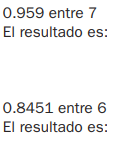 0.959 entre 7
El resultado es:
0.8451 entre 6
El resultado es: